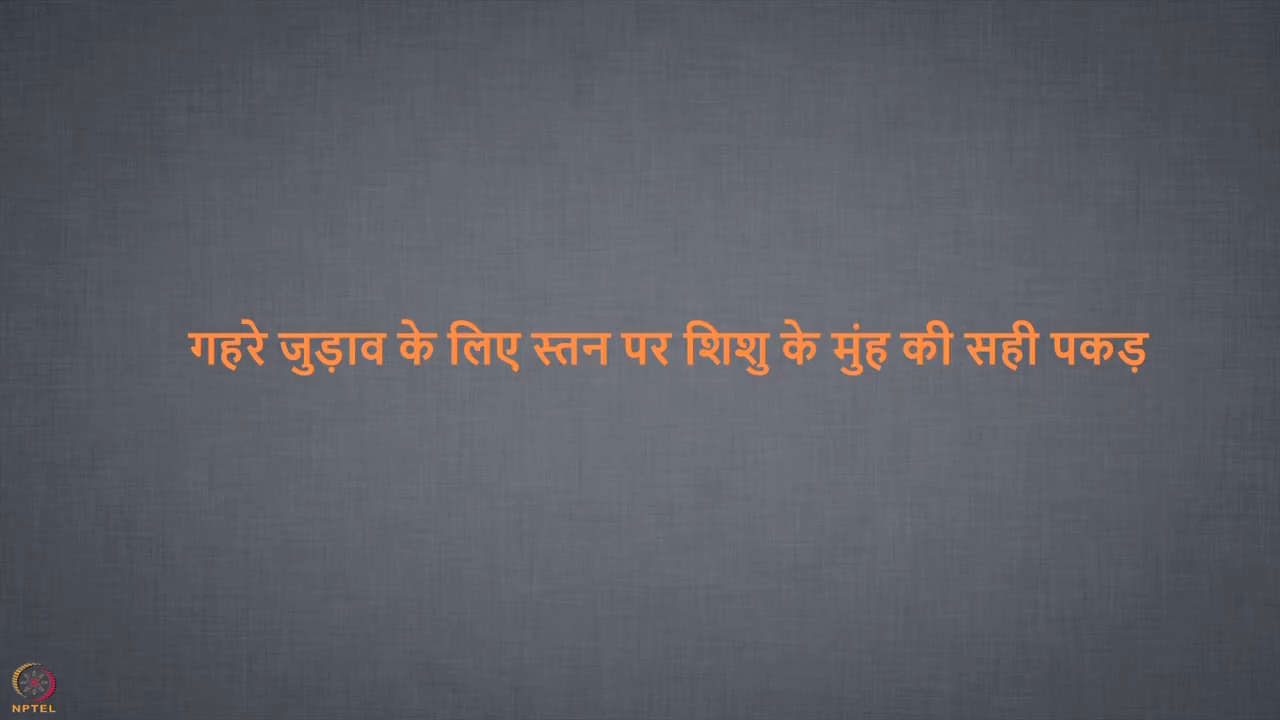 गहरे जुड़ाव के लिए स्तन पर शिशु के मुंह की सही पकड़
NPTEL